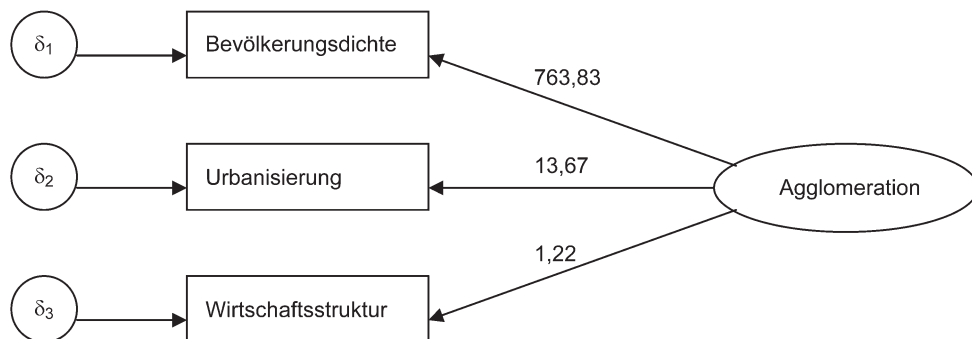 δ1
Bevölkerungsdichte
763,83
δ2
Urbanisierung
13,67
Agglomeration
1,22
δ3
Wirtschaftsstruktur